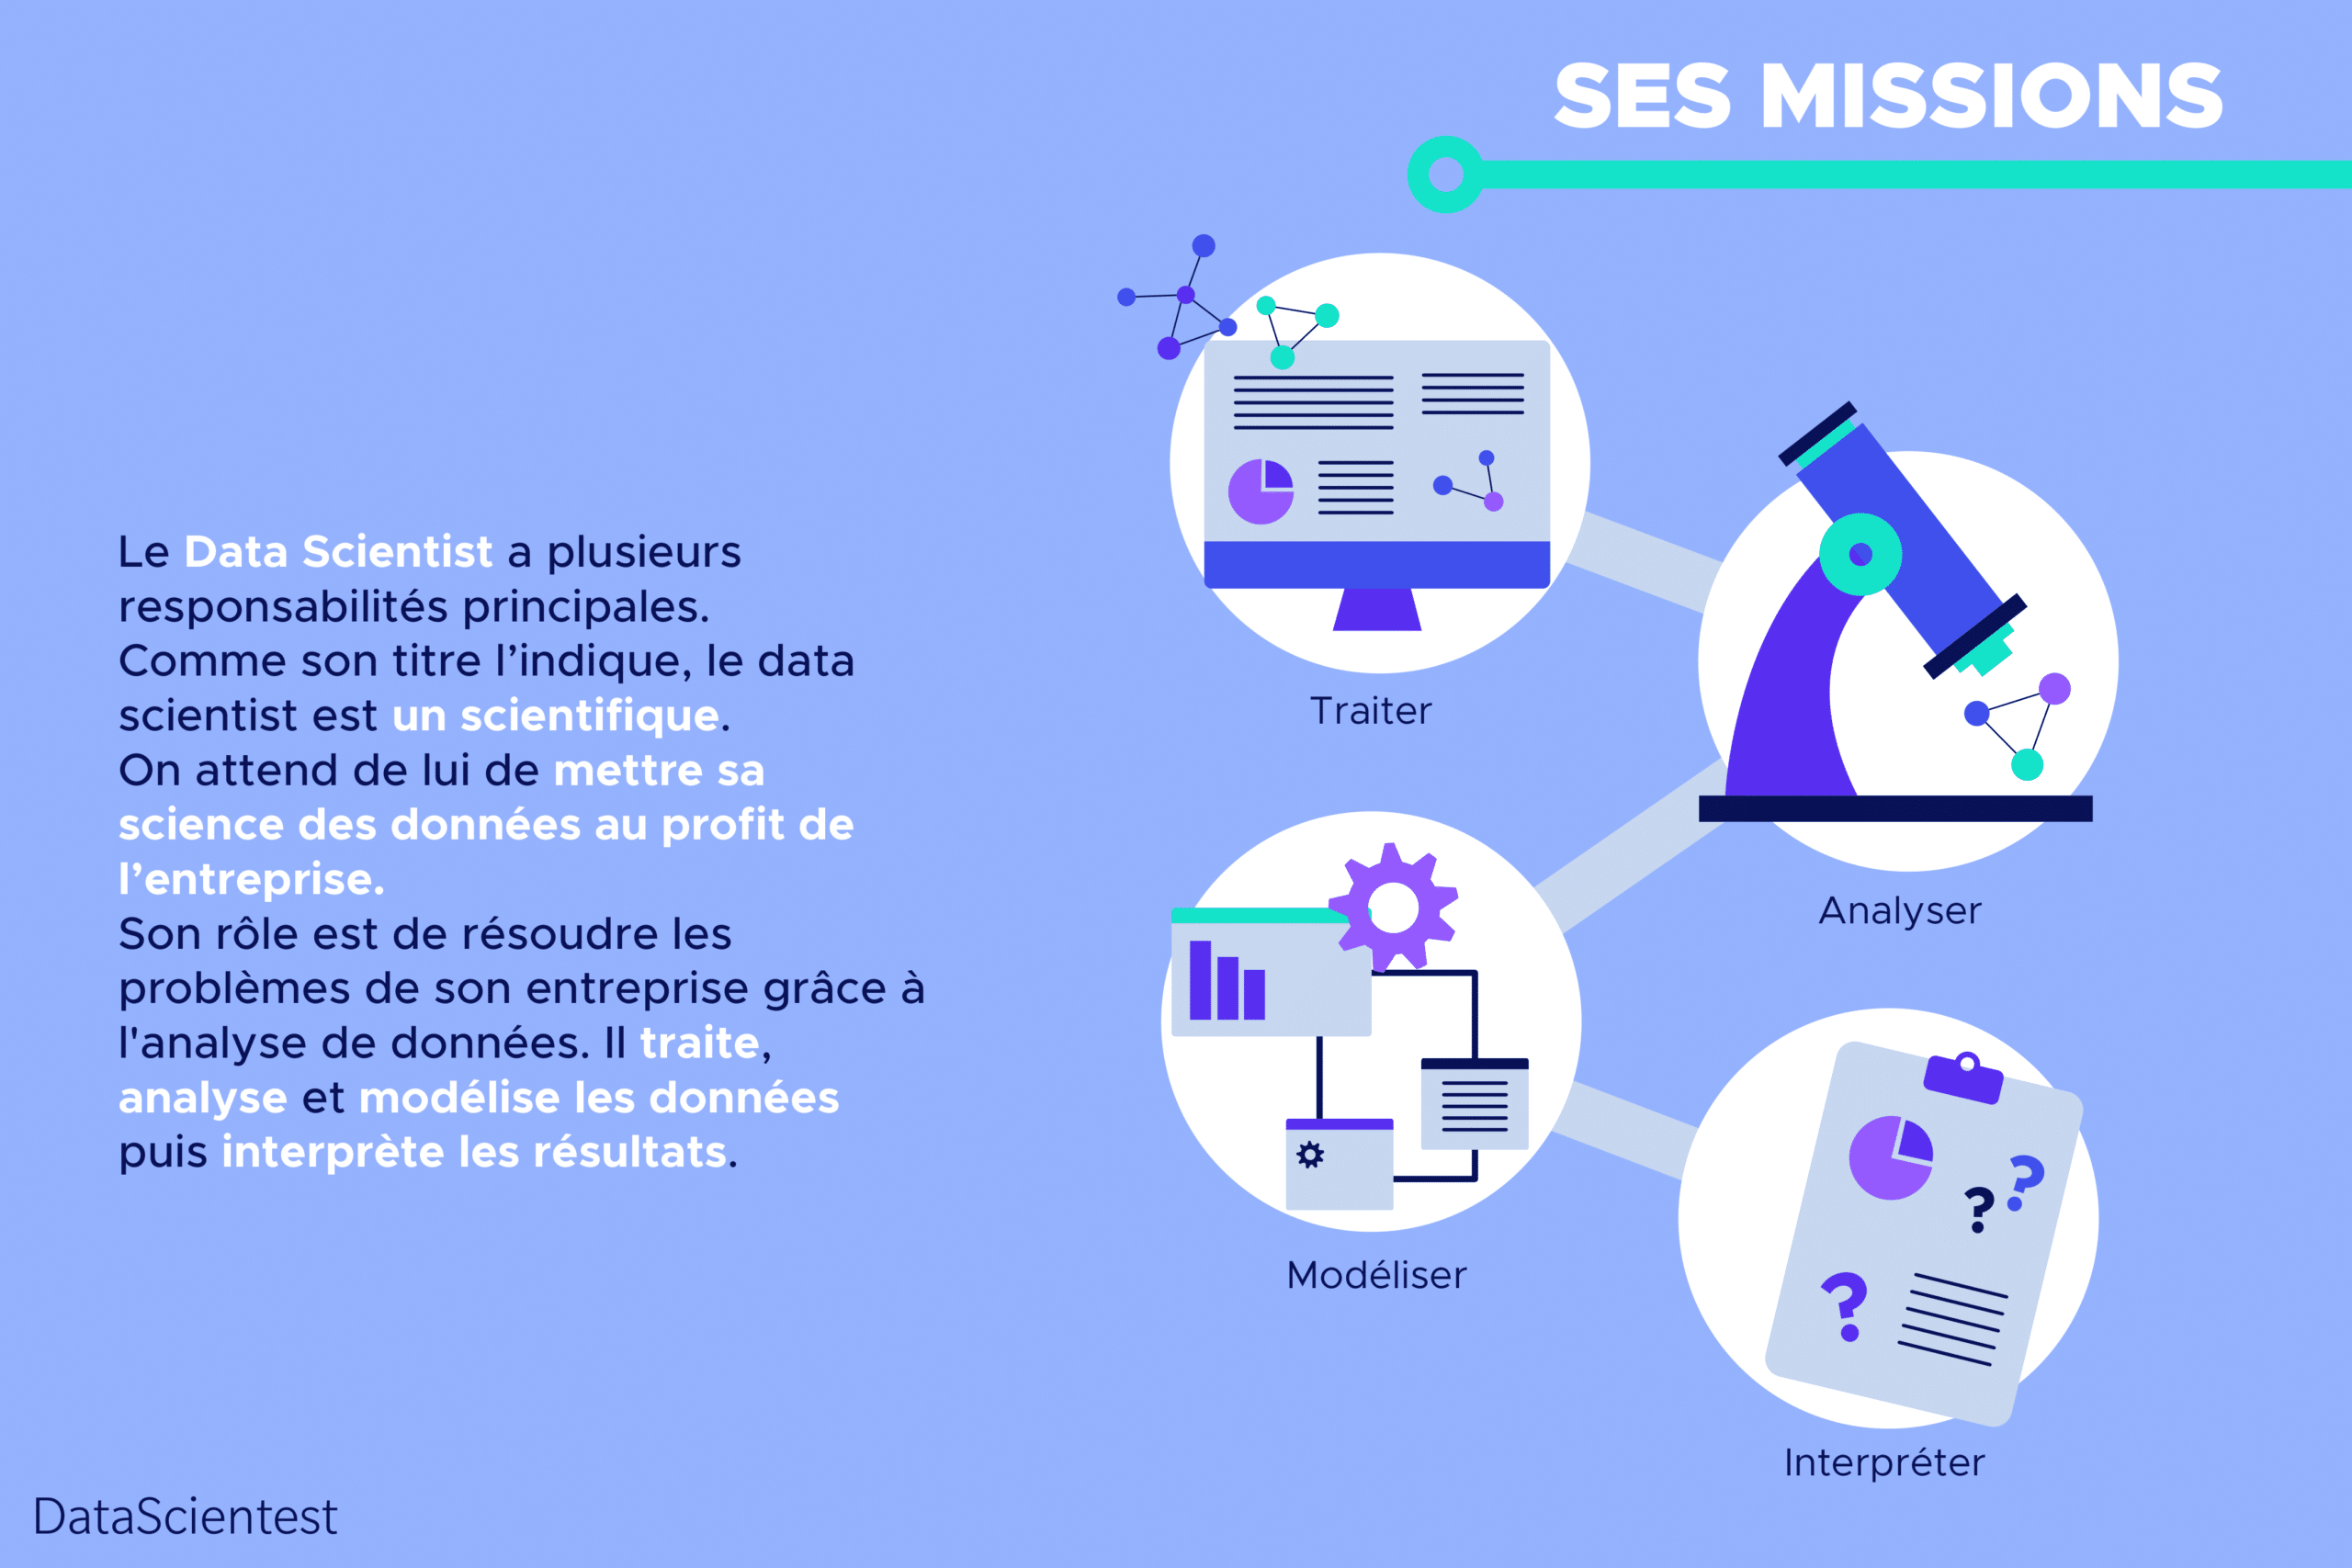 SES MISSIONS
Le Data Scientist a plusieurs
responsabilités principales.
Comme son titre l’indique, le data
scientist est un scientifique.
On attend de lui de mettre sa
science des données au profit de
l’entreprise.
Son rôle est de résoudre les
problèmes de son entreprise grâce à
l'analyse de données. Il traite,
analyse et modélise les données
puis interprète les résultats.
Traiter
Analyser
Modéliser
? ?
?
Interpréter
DataScientest